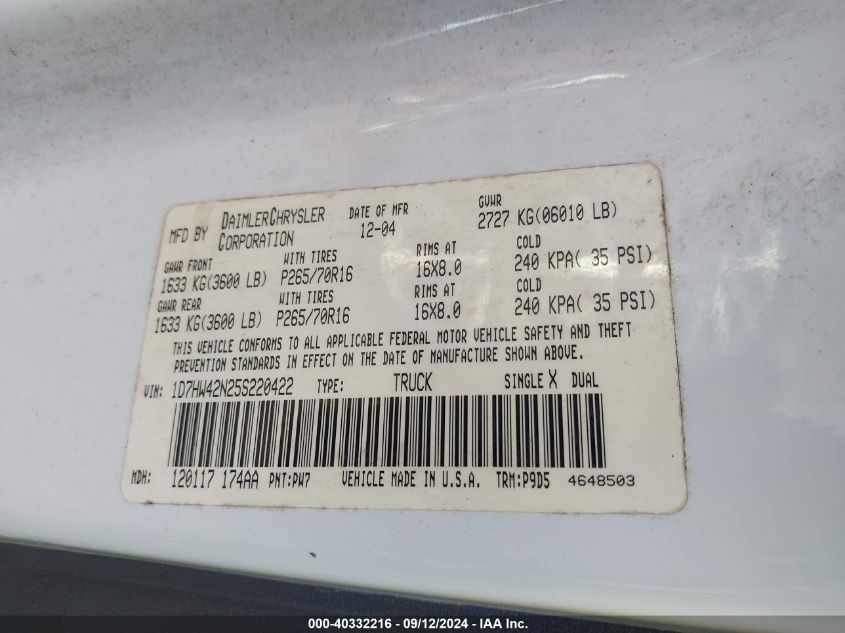 MFD BY DAIMLERCHRYSLER CORPORATION DATE OF MFR 12-04 GVWR 2727 KG(06010 LB)
GAWR FRONT WITH TIRES RIMS AT COLD
1633 KG(3600 LB) P265/70R16 16X8.0 240 KPA( 35 PSI)
GAWR REAR WITH TIRES RIMS AT COLD
1633 KG(3600 LB) P265/70R16 16X8.0 240 KPA( 35 PSI)
THIS VEHICLE CONFORMS TO ALL APPLICABLE FEDERAL MOTOR VEHICLE SAFETY AND THEFT
PREVENTION STANDARDS IN EFFECT ON THE DATE OF MANUFACTURE SHOWN ABOVE.
VIN: 1D7HW42N25S220422 TYPE: TRUCK SINGLE X DUAL
MDH: 120117 174AA PNT:PW7 VEHICLE MADE IN U.S.A. TRM:P9D5 4648503
000-40332216 - 09/12/2024 - IAA Inc.